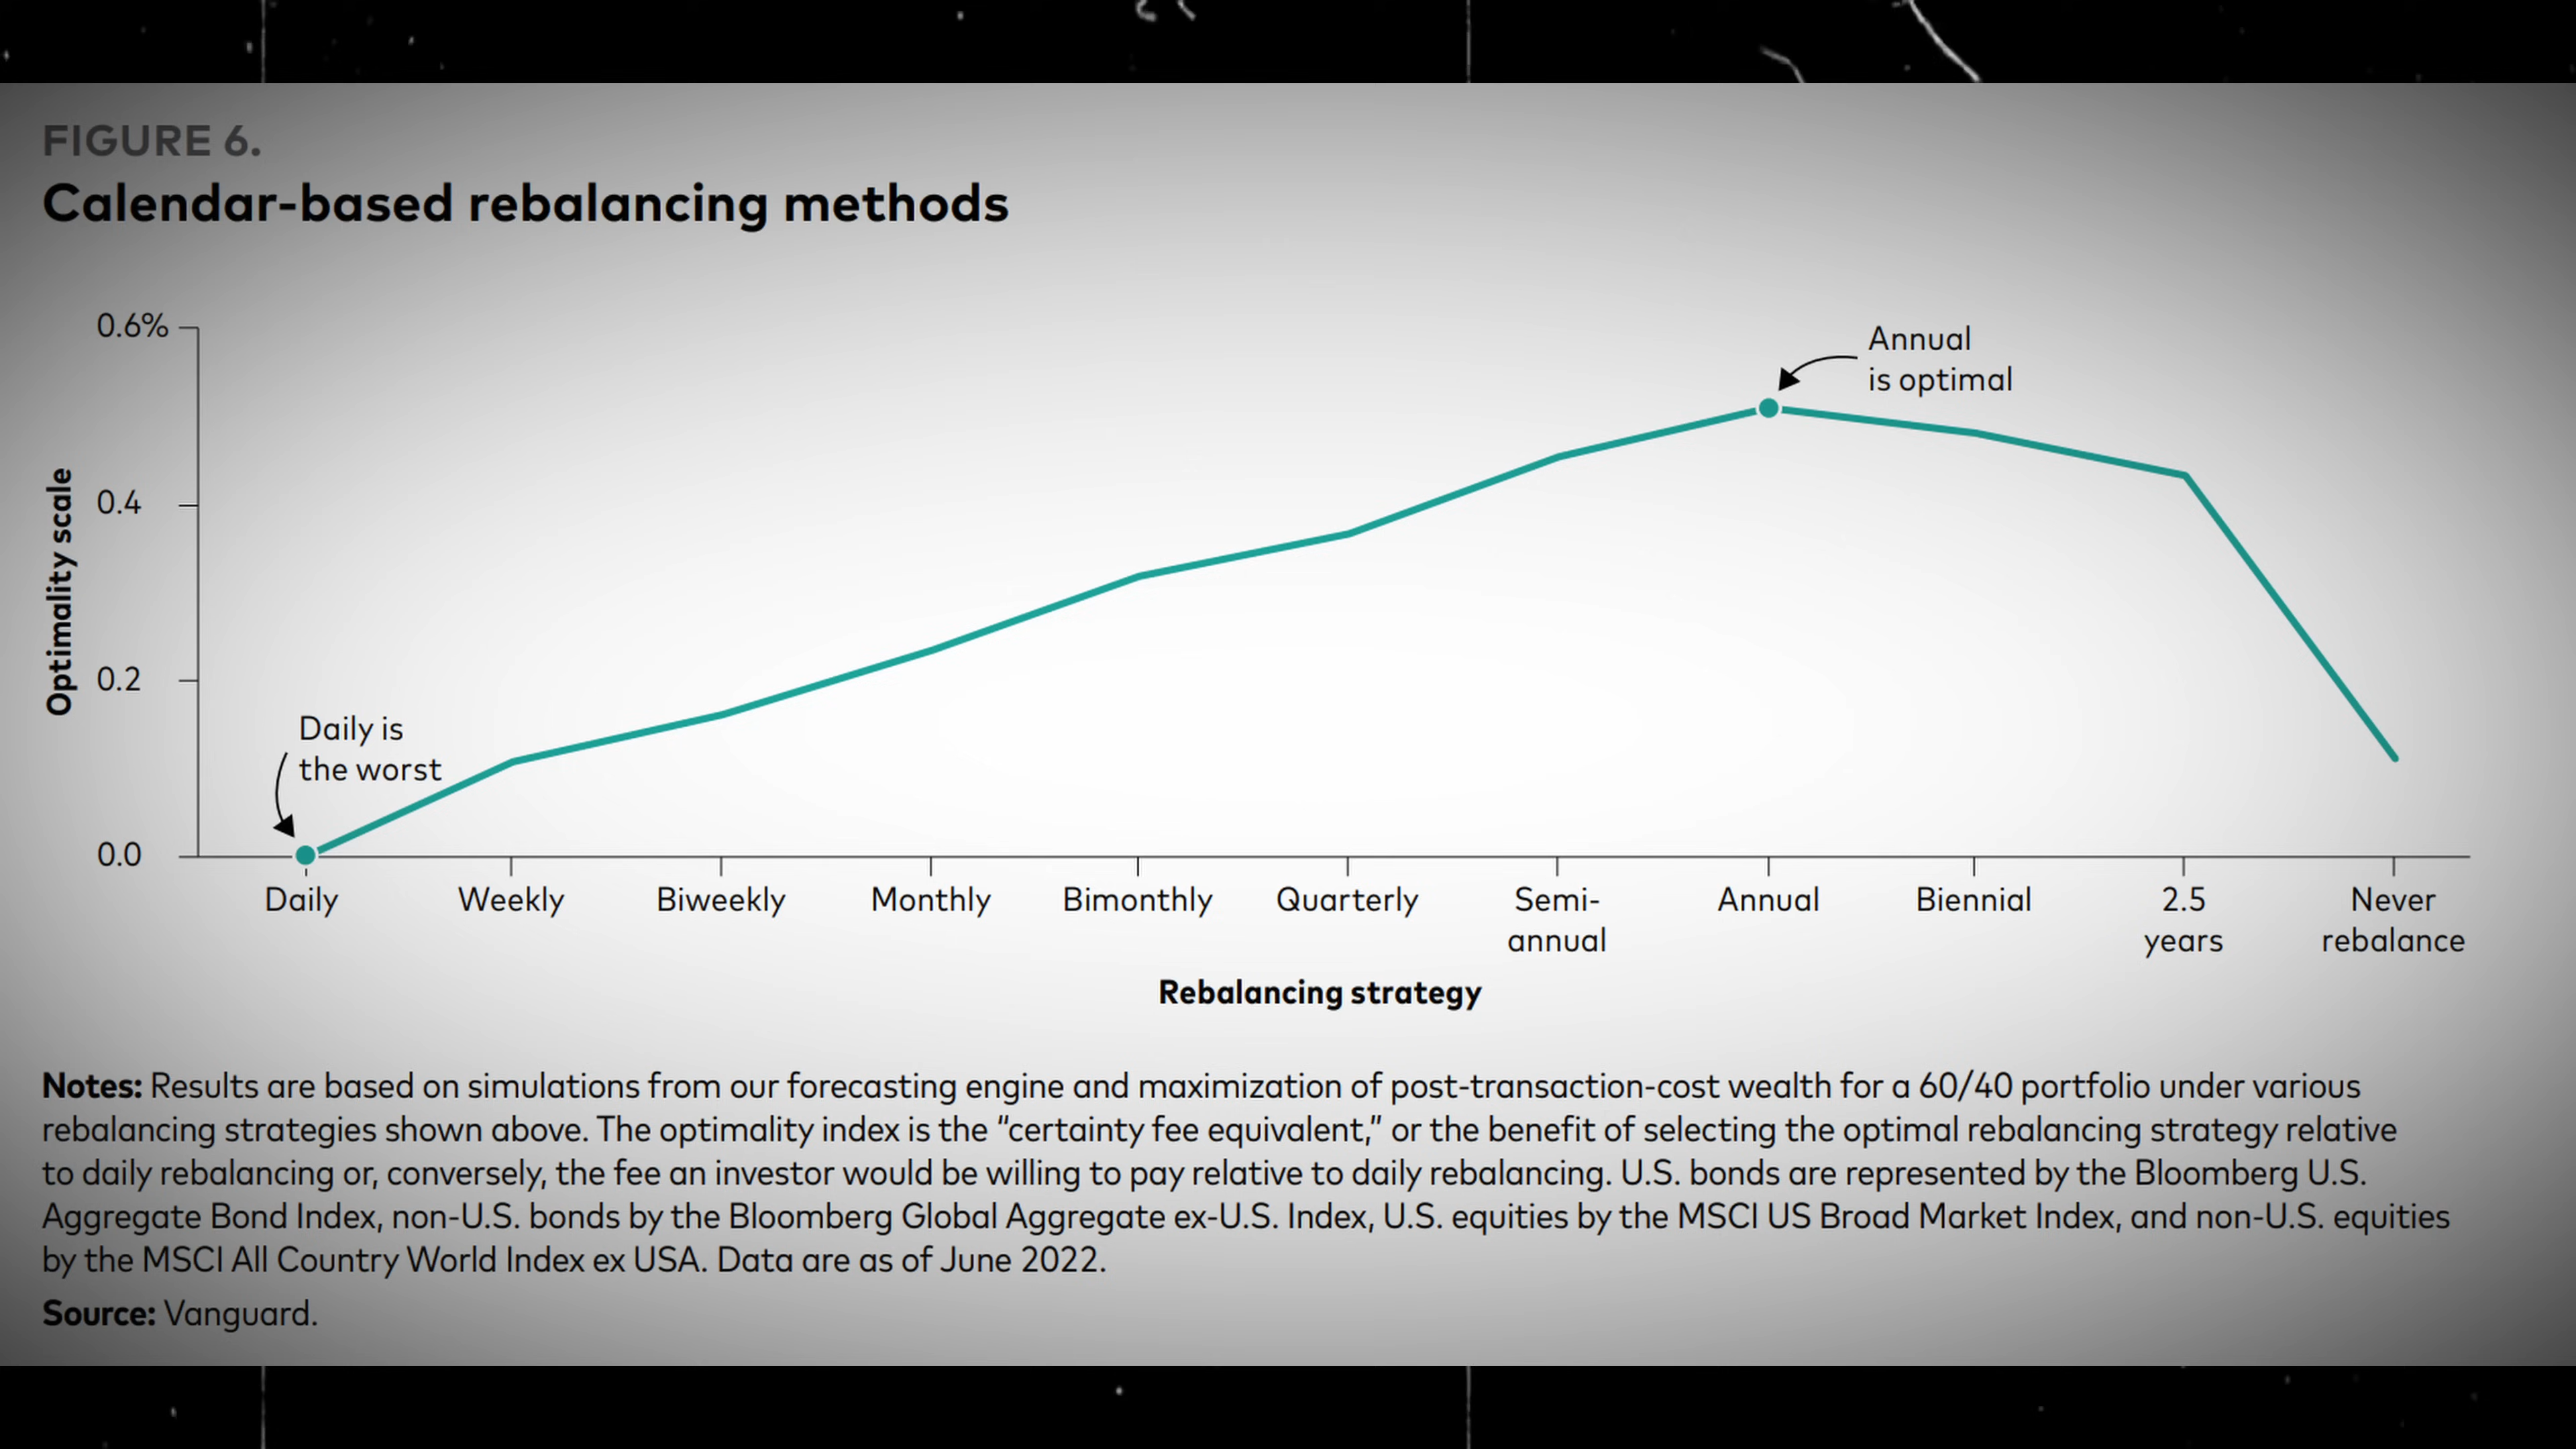 FIGURE 6.
Calendar-based rebalancing methods
0.6%
0.4
0.2
0.0
Optimality scale
Daily is
the worst
Annual
is optimal
Daily
Weekly
Biweekly
Monthly
Bimonthly
Quarterly
Semi-
annual
Annual
Biennial
2.5
years
Never
rebalance
Rebalancing strategy
Notes: Results are based on simulations from our forecasting engine and maximization of post-transaction-cost wealth for a 60/40 portfolio under various
rebalancing strategies shown above. The optimality index is the “certainty fee equivalent,” or the benefit of selecting the optimal rebalancing strategy relative
to daily rebalancing or, conversely, the fee an investor would be willing to pay relative to daily rebalancing. U.S. bonds are represented by the Bloomberg U.S.
Aggregate Bond Index, non-U.S. bonds by the Bloomberg Global Aggregate ex-U.S. Index, U.S. equities by the MSCI US Broad Market Index, and non-U.S. equities
by the MSCI All Country World Index ex USA. Data are as of June 2022.
Source: Vanguard.